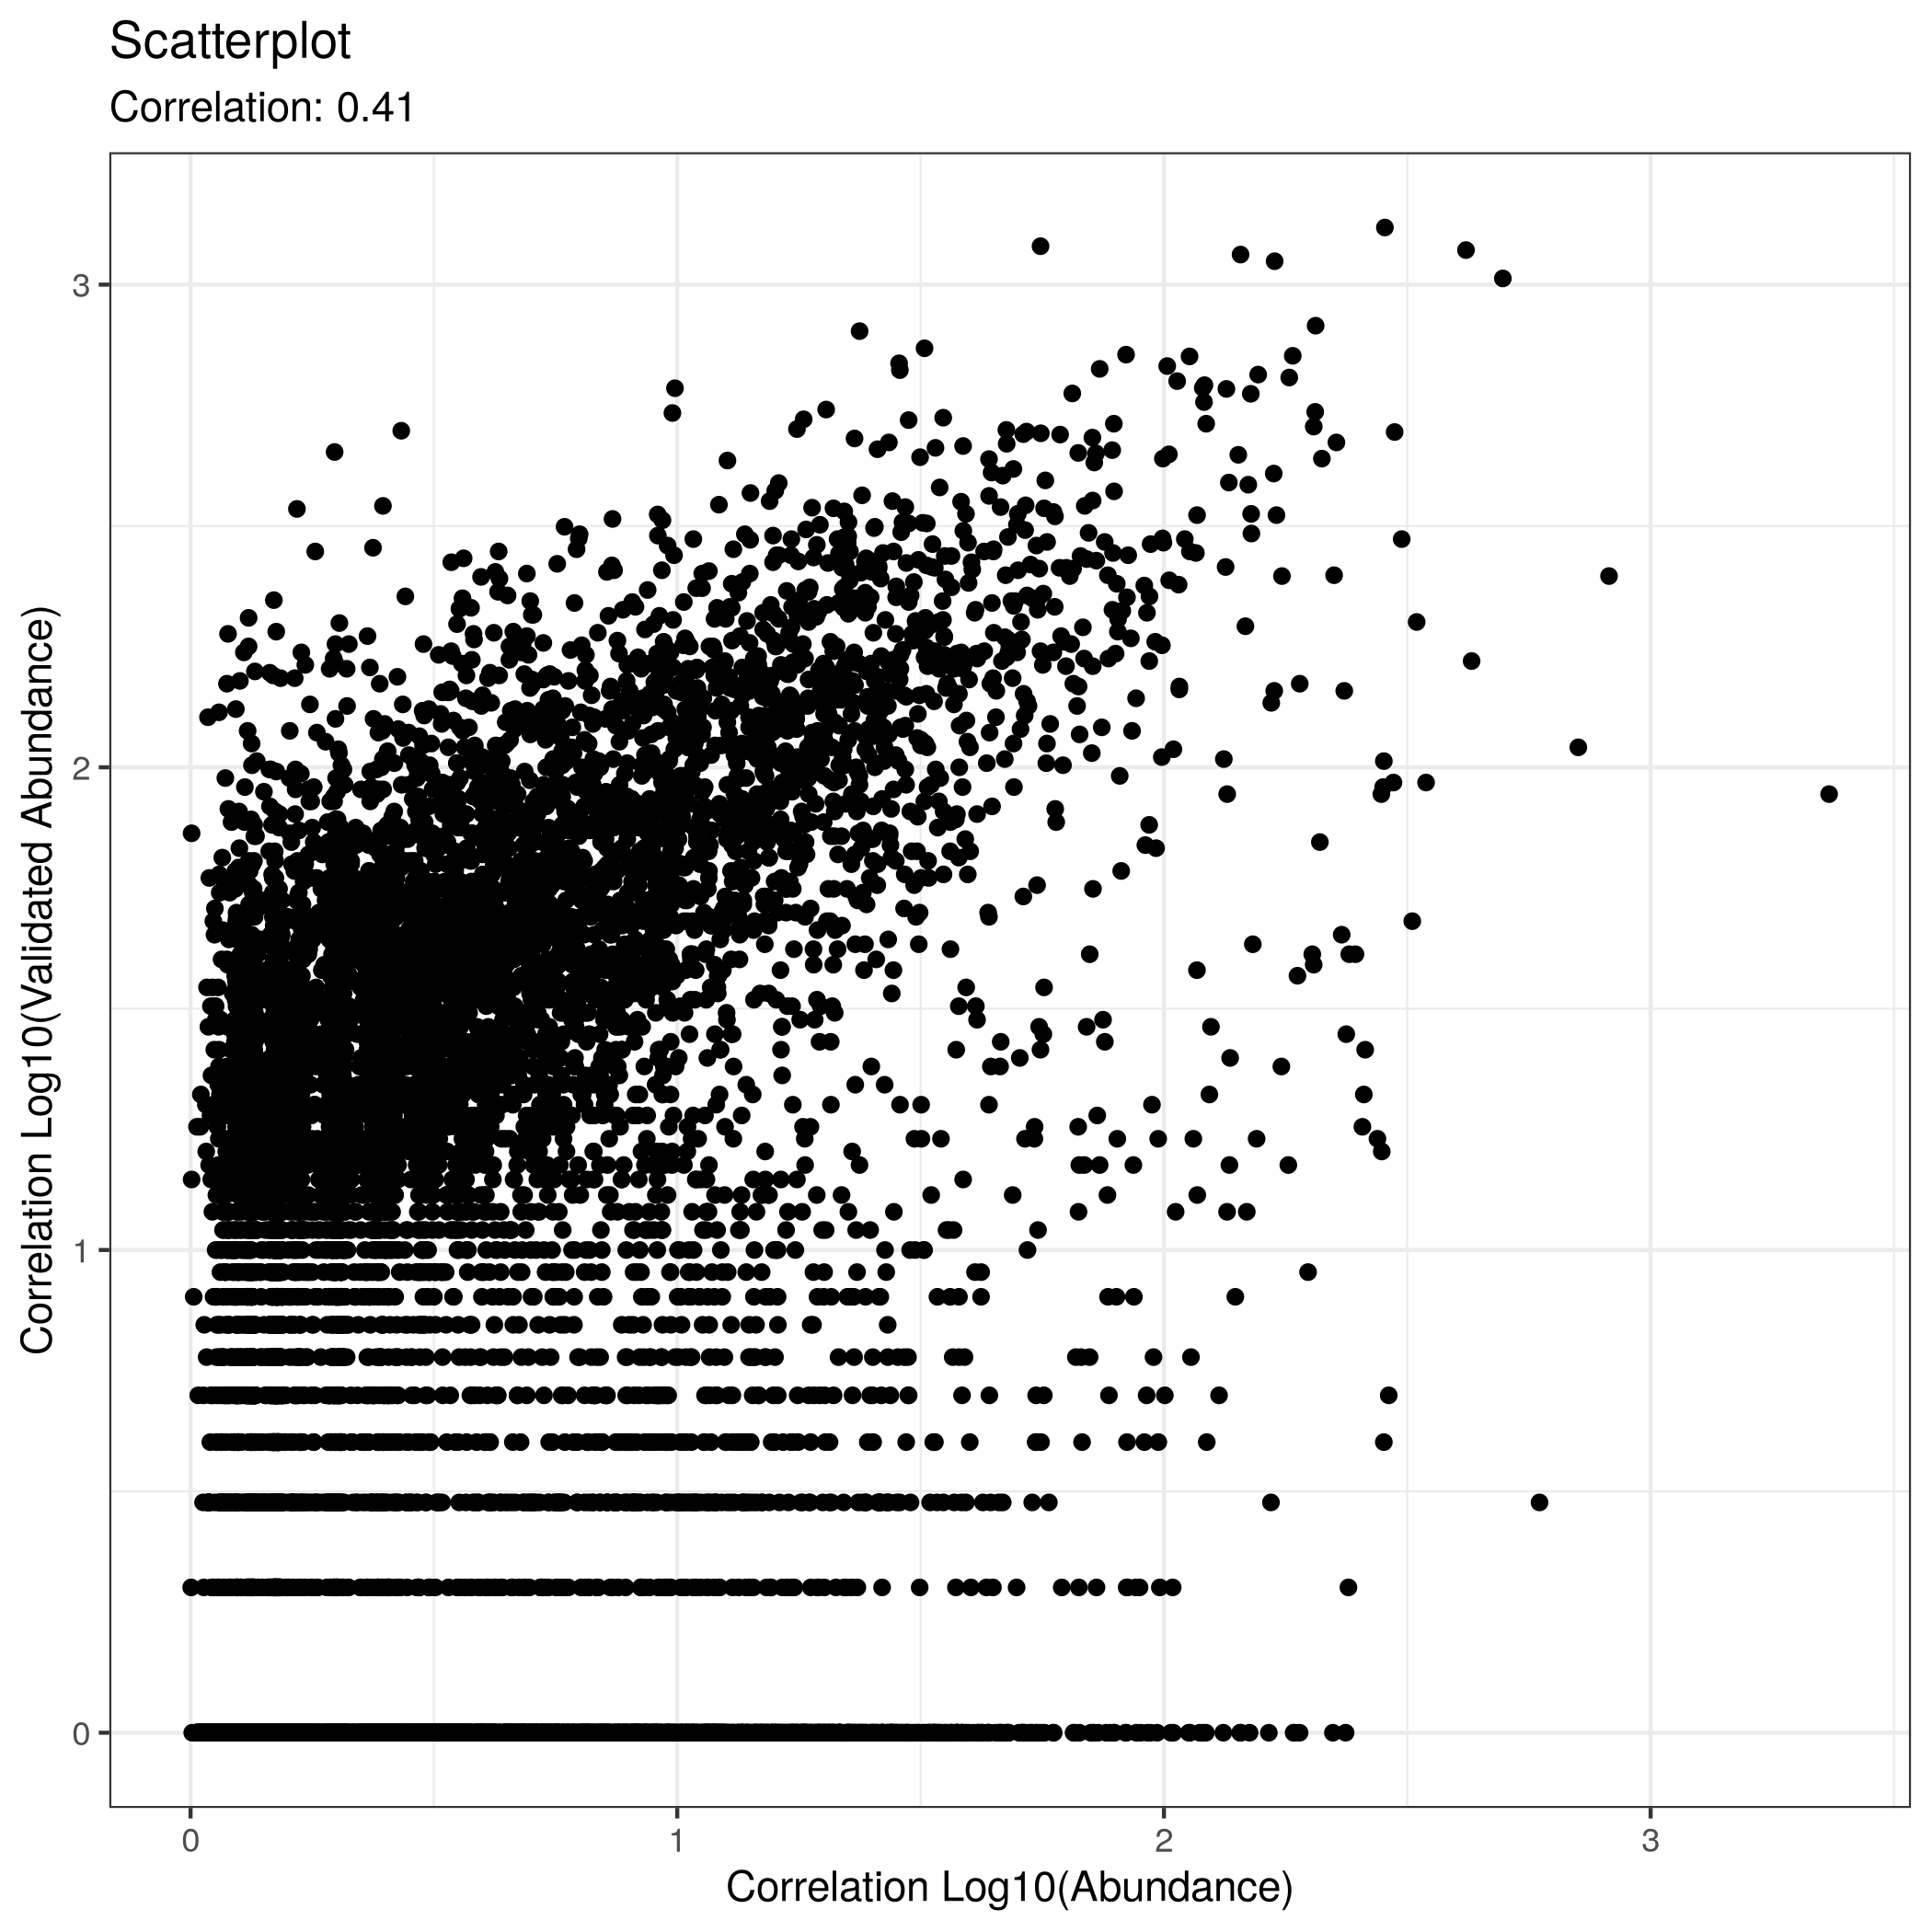 Scatterplot
Correlation: 0.41
Correlation Log10(Validated Abundance)
3
2
1
0
0 1 2 3
Correlation Log10(Abundance)